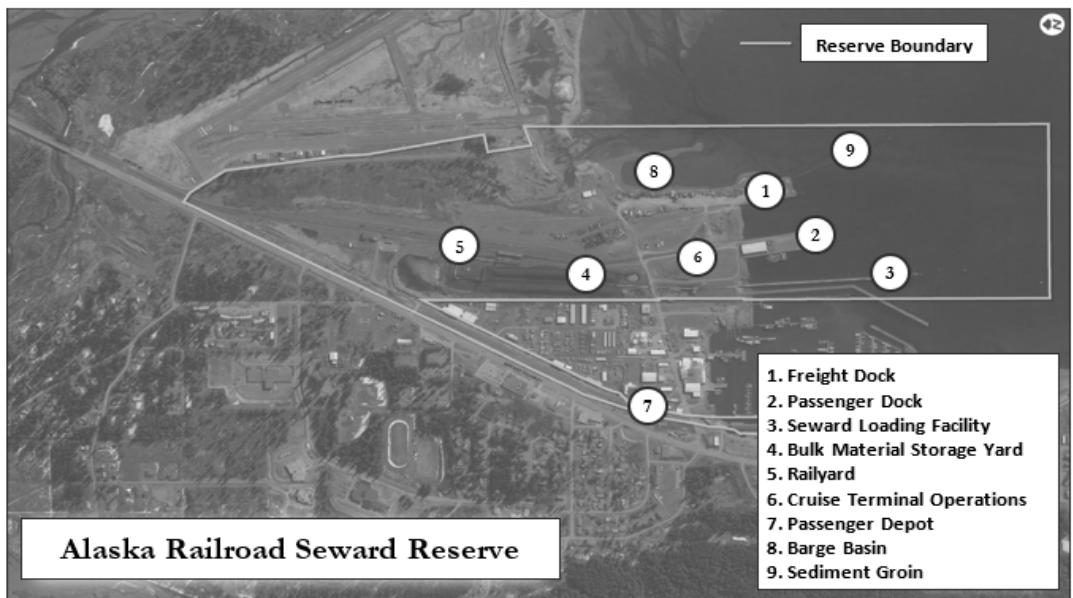 Reserve Boundary
9
8
1
2
5
6
3
4
7
1. Freight Dock
2. Passenger Dock
3. Seward Loading Facility
4. Bulk Material Storage Yard
5. Railyard
6. Cruise Terminal Operations
7. Passenger Depot
8. Barge Basin
9. Sediment Groin
Alaska Railroad Seward Reserve